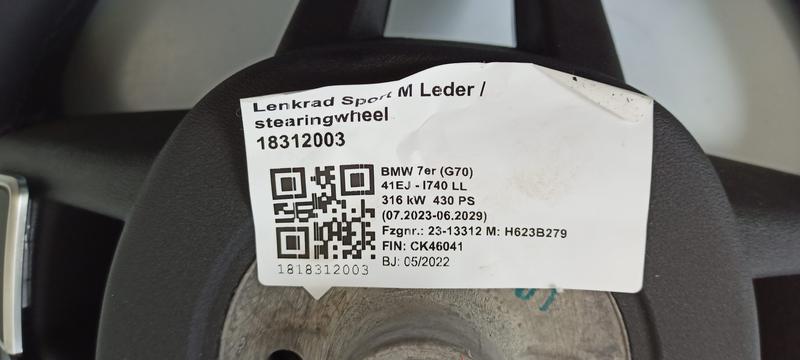 Lenkrad Sport M Leder /
stearingwheel
18312003
BMW 7er (G70)
41EJ - I740 LL
316 kW 430 PS
(07.2023-06.2029)
Fzgnr.: 23-13312 M: H623B279
FIN: CK46041
BJ: 05/2022
1818312003